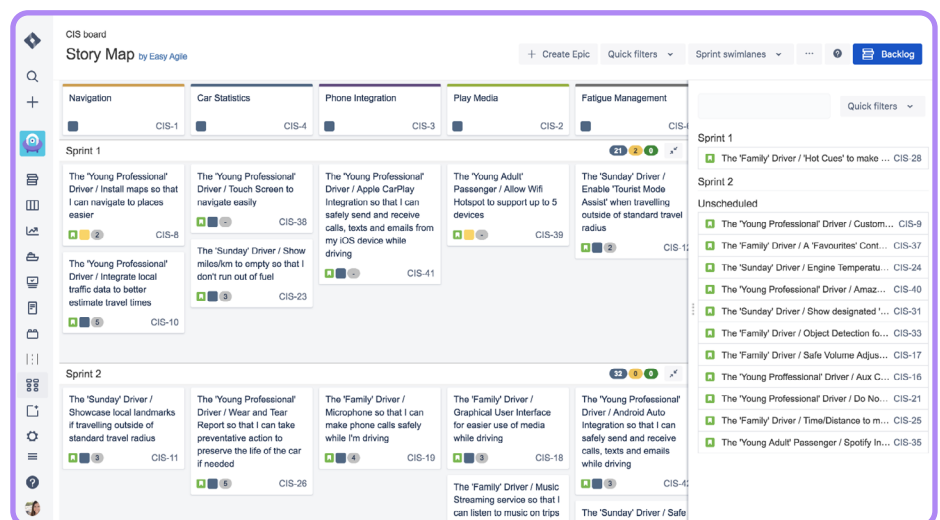 CIS board
Story Map by Easy Agile
+ Create Epic
Quick filters
Sprint swimlanes
...
Backlog
Navigation
CIS-1
Car Statistics
CIS-4
Phone Integration
CIS-3
Play Media
CIS-2
Fatigue Management
Sprint 1
21 2 0
The 'Young Professional'
Driver / Install maps so that
I can navigate to places
easier
2
CIS-8
The 'Young Professional'
Driver / Integrate local
traffic data to better
estimate travel times
5
CIS-10
The 'Young Professional'
Driver / Touch Screen to
navigate easily
-
CIS-38
The 'Sunday' Driver / Show
milos/km to empty so that I
don't run out of fuel
3
CIS-23
The 'Young Professional'
Driver / Apple CarPlay
Integration so that I can
safely send and receive
calls, texts and emails from
my iOS device while
driving
-
CIS-41
The 'Young Adult'
Passenger / Allow Wifi
Hotspot to support up to 5
devices
-
CIS-39
The 'Sunday' Driver /
Enable 'Tourist Mode
Assist' when travelling
outside of standard travel
radius
2
CIS-12
Sprint 2
32 0 0
The 'Sunday' Driver /
Showcase local landmarks
if travelling outside of
standard travel radius
3
CIS-11
The 'Young Professional'
Driver / Wear and Tear
Report so that I can take
preventative action to
preserve the life of the car
if needed
5
CIS-26
The 'Family' Driver /
Microphone so that I can
make phone calls safely
while I'm driving
4
CIS-19
The 'Family' Driver /
Graphical User Interface
for easier use of media
while driving
3
CIS-18
The 'Family' Driver / Music
Streaming service so that I
can listen to music on trips
The 'Young Professional'
Driver / Android Auto
Integration so that I can
safely send and receive
calls, texts and emails
while driving
3
CIS-42
The 'Sunday' Driver / Safe
Quick filters
Sprint 1
The 'Family' Driver / 'Hot Cues' to make ... CIS-28
Sprint 2
Unscheduled
The 'Young Professional' Driver / Custom... CIS-9
The 'Family' Driver / A 'Favourites' Cont... CIS-37
The 'Sunday' Driver / Engine Temperatu... CIS-24
The 'Young Professional' Driver / Amaz... CIS-40
The 'Sunday' Driver / Show designated '... CIS-31
The 'Family' Driver / Object Detection fo... CIS-33
The 'Family' Driver / Safe Volume Adjus... CIS-17
The 'Young Proffessional' Driver / Aux C... CIS-16
The 'Young Professional' Driver / Do No... CIS-21
The 'Family' Driver / Time/Distance to m... CIS-25
The 'Young Adult' Passenger / Spotify In... CIS-35